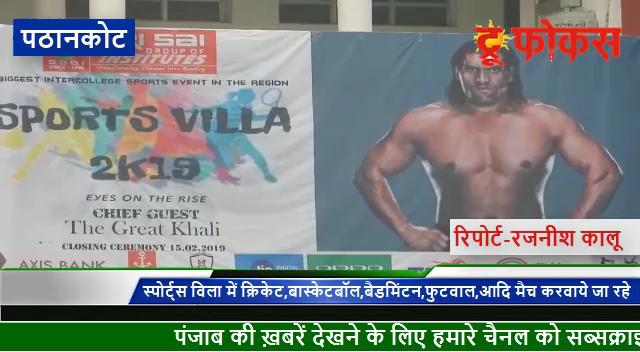 पठानकोट
टू फोकस
SAI
GROUP OF
SSGI INSTITUTES
BIGGEST INTERCOLLEGE SPORTS EVENT IN THE REGION
SPORTS VILLA
2K19
EYES ON THE RISE
CHIEF GUEST
The Great Khali
CLOSING CEREMONY 15.02.2019
रिपोर्ट-रजनीश कालू
AXIS BANK
स्पोर्ट्स विला में क्रिकेट,बास्केटबॉल,बैडमिंटन,फुटवाल,आदि मैच करवाये जा रहे
पंजाब की ख़बरें देखने के लिए हमारे चैनल को सब्सक्राइ